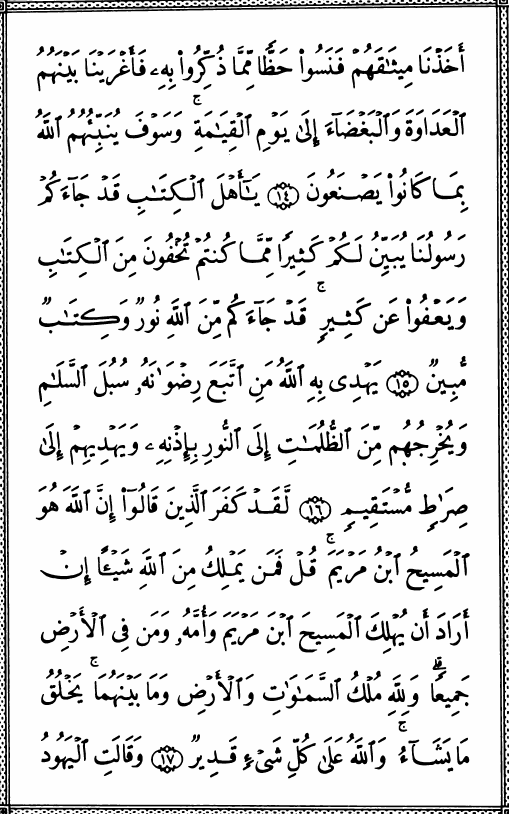 أَخَذْنَا مِيثَٰقَهُمْ فَنَسُوا۟ حَظًّا مِّمَّا ذُكِّرُوا۟ بِهِۦ فَأَغْرَيْنَا بَيْنَهُمُ
ٱلْعَدَاوَةَ وَٱلْبَغْضَآءَ إِلَىٰ يَوْمِ ٱلْقِيَٰمَةِ ۚ وَسَوْفَ يُنَبِّئُهُمُ ٱللَّهُ
بِمَا كَانُوا۟ يَصْنَعُونَ ١٤ يَٰٓأَهْلَ ٱلْكِتَٰبِ قَدْ جَآءَكُمْ
رَسُولُنَا يُبَيِّنُ لَكُمْ كَثِيرًا مِّمَّا كُنتُمْ تُخْفُونَ مِنَ ٱلْكِتَٰبِ
وَيَعْفُوا۟ عَن كَثِيرٍ ۚ قَدْ جَآءَكُم مِّنَ ٱللَّهِ نُورٌ وَكِتَٰبٌ
مُّبِينٌ ١٥ يَهْدِى بِهِ ٱللَّهُ مَنِ ٱتَّبَعَ رِضْوَٰنَهُۥ سُبُلَ ٱلسَّلَٰمِ
وَيُخْرِجُهُم مِّنَ ٱلظُّلُمَٰتِ إِلَى ٱلنُّورِ بِإِذْنِهِۦ وَيَهْدِيهِمْ إِلَىٰ
صِرَٰطٍ مُّسْتَقِيمٍ ١٦ لَّقَدْ كَفَرَ ٱلَّذِينَ قَالُوٓا۟ إِنَّ ٱللَّهَ هُوَ
ٱلْمَسِيحُ ٱبْنُ مَرْيَمَ ۚ قُلْ فَمَن يَمْلِكُ مِنَ ٱللَّهِ شَيْـًٔا إِنْ
أَرَادَ أَن يُهْلِكَ ٱلْمَسِيحَ ٱبْنَ مَرْيَمَ وَأُمَّهُۥ وَمَن فِى ٱلْأَرْضِ
جَمِيعًا ۗ وَلِلَّهِ مُلْكُ ٱلسَّمَٰوَٰتِ وَٱلْأَرْضِ وَمَا بَيْنَهُمَا ۚ يَخْلُقُ
مَا يَشَآءُ ۚ وَٱللَّهُ عَلَىٰ كُلِّ شَىْءٍ قَدِيرٌ ١٧ وَقَالَتِ ٱلْيَهُودُ